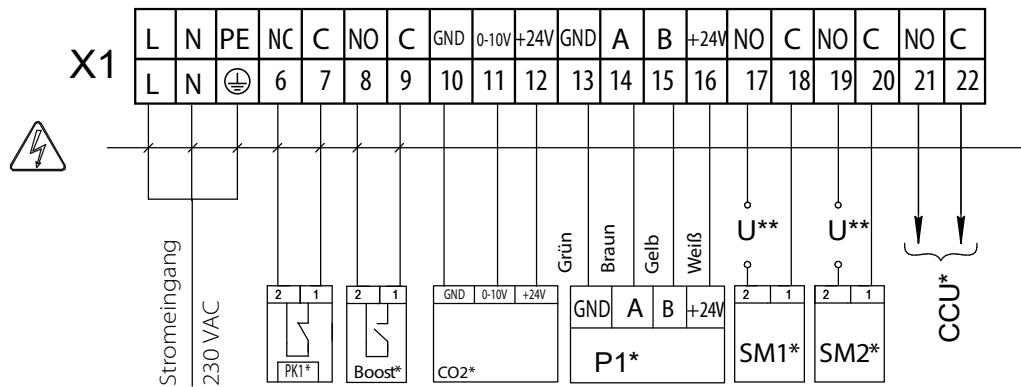 X1
L N PE NC C NO C GND 0-10V +24V GND A B +24V NO C NO C NO C
L N 6 7 8 9 10 11 12 13 14 15 16 17 18 19 20 21 22
Stromeingang
230 VAC
Grün
Braun
Gelb
Weiß
U**
U**
CCU*
2 1
PK1*
2 1
Boost*
GND 0-10V +24V
CO2*
GND A B +24V
P1*
2 1
SM1*
2 1
SM2*